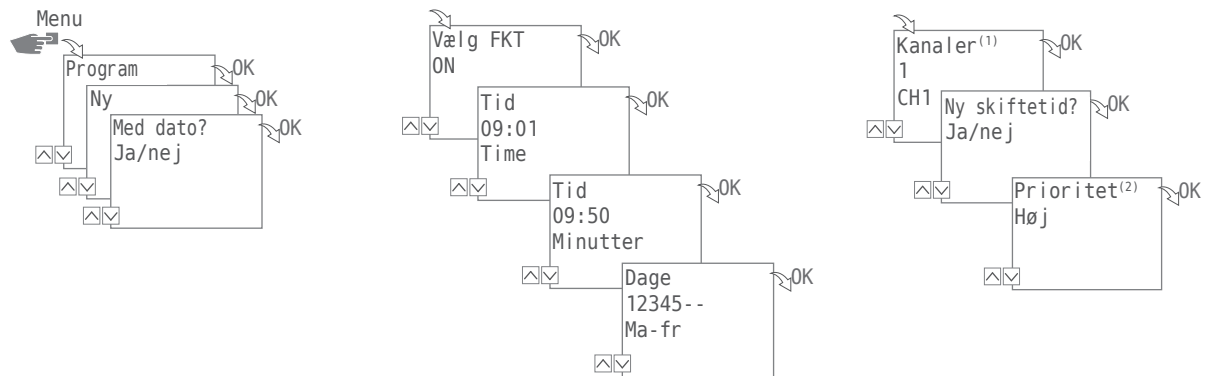 Menu
Program
OK
Ny
OK
Med dato?
Ja/nej
OK
Vælg FKT
ON
OK
Tid
09:01
Time
OK
Tid
09:50
Minutter
OK
Dage
12345--
Ma-fr
OK
Kanaler(1)
1
CH1
OK
Ny skiftetid?
Ja/nej
OK
Prioritet(2)
Høj
OK